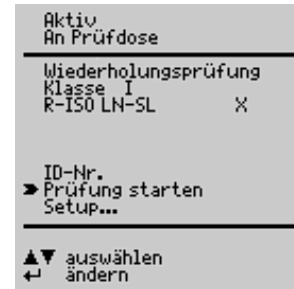 Aktiv
An Prüfdose
Wiederholungsprüfung
Klasse I
R-ISO LN-SL X
ID-Nr.
Prüfung starten
Setup...
▲▼ auswählen
↵ ändern